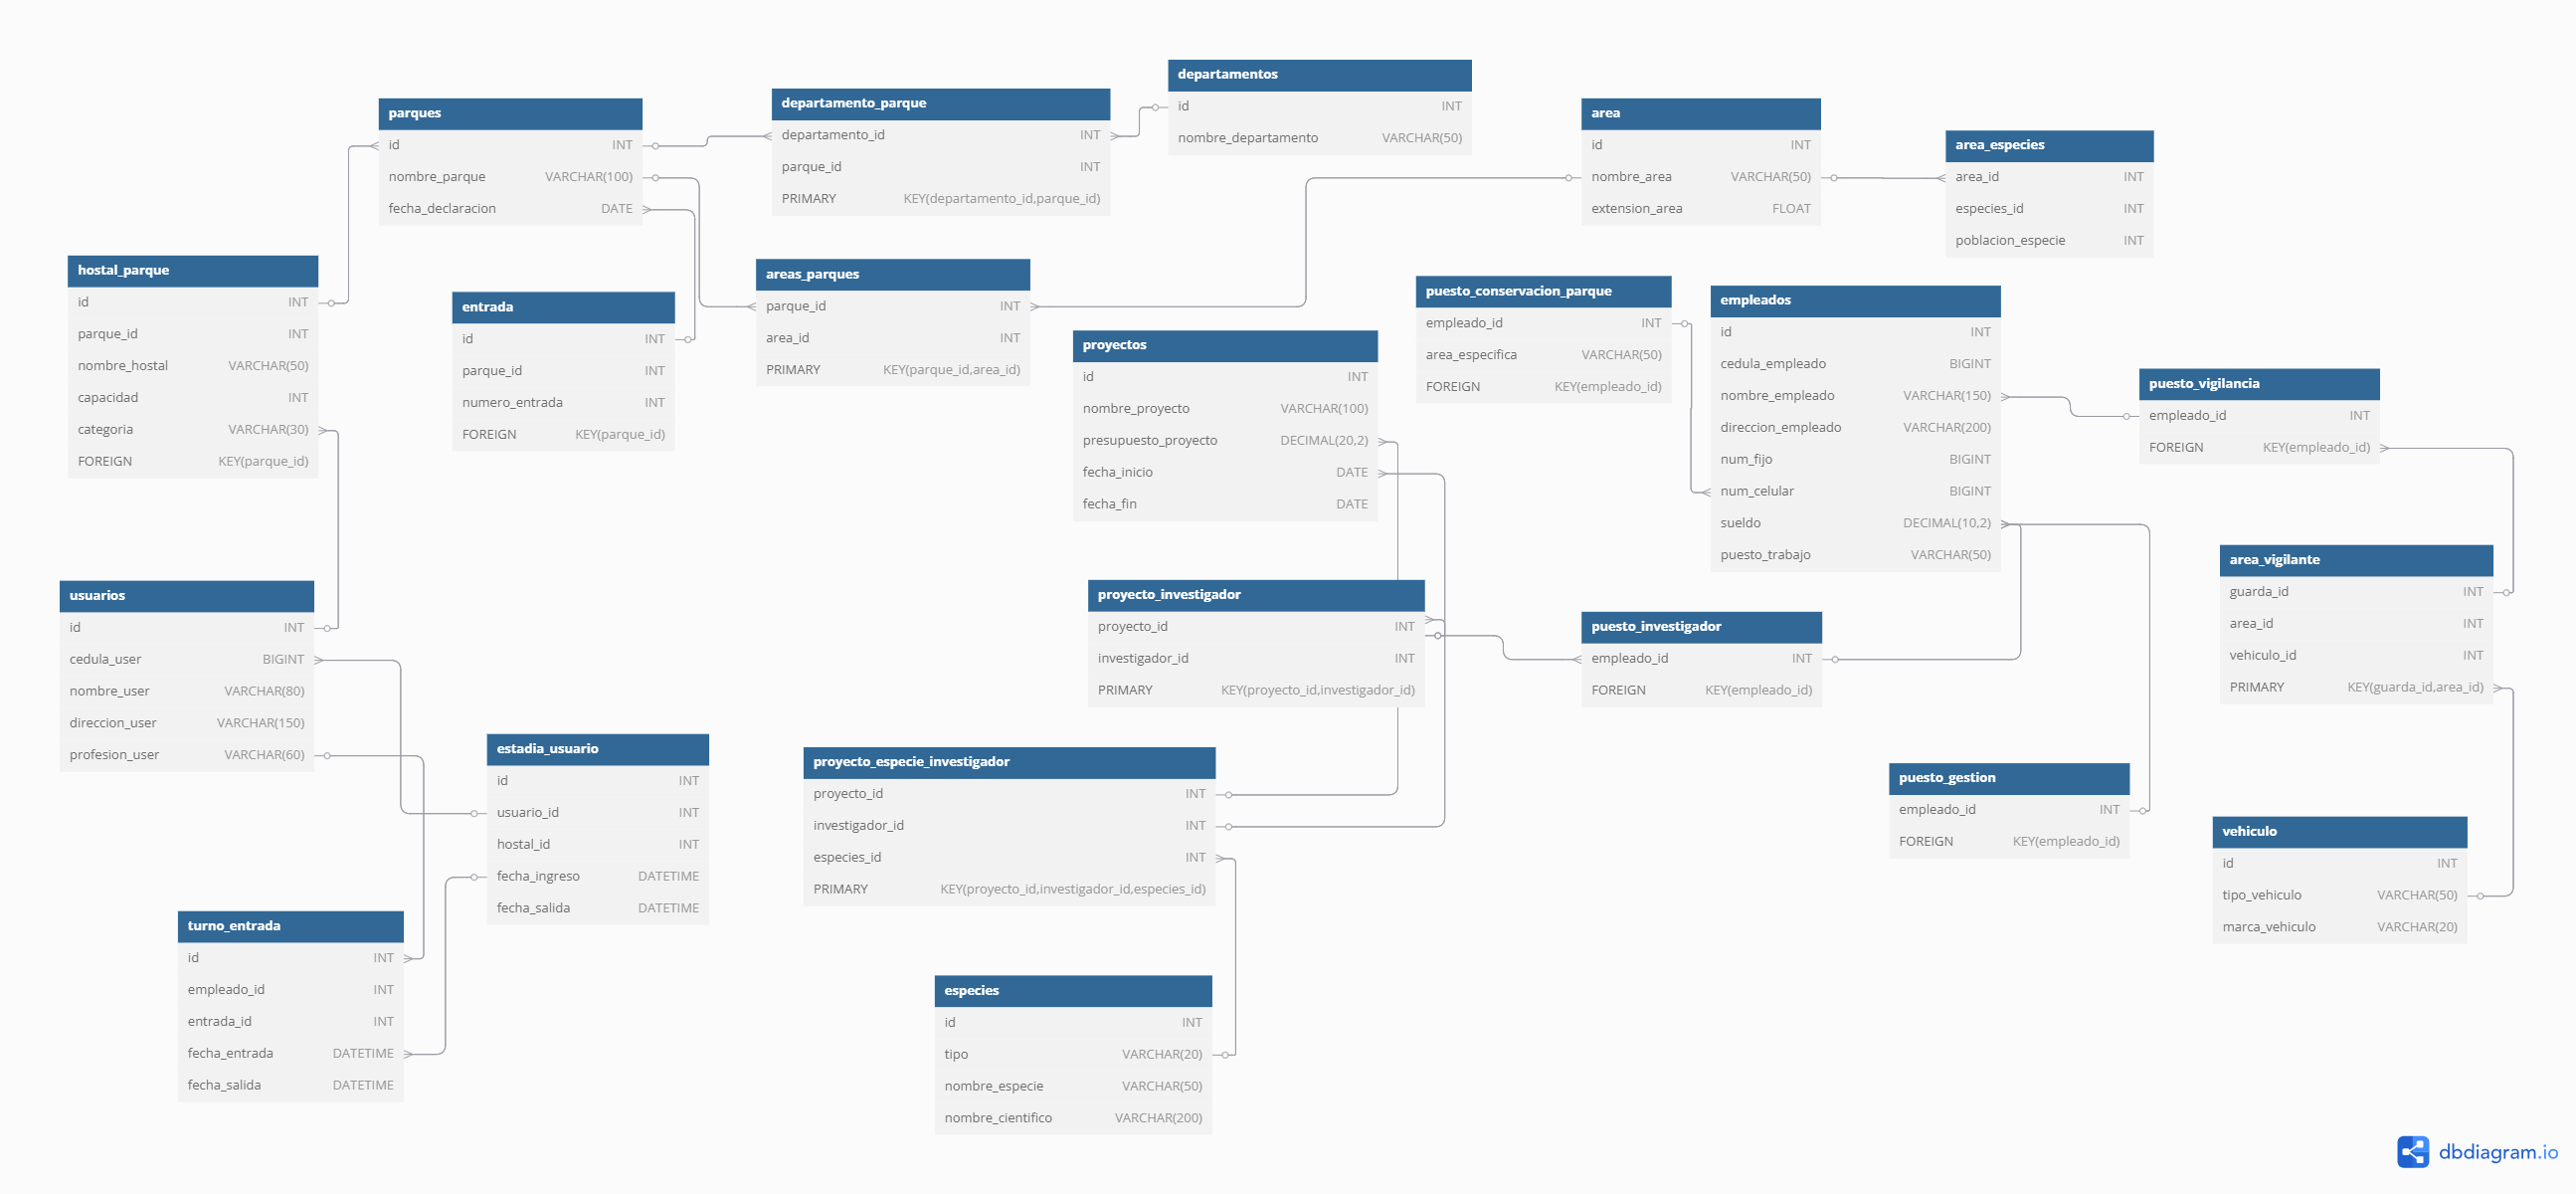 departamentos
id INT
nombre_departamento VARCHAR(50)
departamento_parque
departamento_id INT
parque_id INT
PRIMARY KEY(departamento_id,parque_id)
parques
id INT
nombre_parque VARCHAR(100)
fecha_declaracion DATE
area
id INT
nombre_area VARCHAR(50)
extension_area FLOAT
area_especies
area_id INT
especies_id INT
poblacion_especie INT
hostal_parque
id INT
parque_id INT
nombre_hostal VARCHAR(50)
capacidad INT
categoria VARCHAR(30)
FOREIGN KEY(parque_id)
entrada
id INT
parque_id INT
numero_entrada INT
FOREIGN KEY(parque_id)
areas_parques
parque_id INT
area_id INT
PRIMARY KEY(parque_id,area_id)
proyectos
id INT
nombre_proyecto VARCHAR(100)
presupuesto_proyecto DECIMAL(20,2)
fecha_inicio DATE
fecha_fin DATE
puesto_conservacion_parque
empleado_id INT
area_especifica VARCHAR(50)
FOREIGN KEY(empleado_id)
empleados
id INT
cedula_empleado BIGINT
nombre_empleado VARCHAR(150)
direccion_empleado VARCHAR(200)
num_fijo BIGINT
num_celular BIGINT
sueldo DECIMAL(10,2)
puesto_trabajo VARCHAR(50)
puesto_vigilancia
empleado_id INT
FOREIGN KEY(empleado_id)
area_vigilante
guarda_id INT
area_id INT
vehiculo_id INT
PRIMARY KEY(guarda_id,area_id)
usuarios
id INT
cedula_user BIGINT
nombre_user VARCHAR(80)
direccion_user VARCHAR(150)
profesion_user VARCHAR(60)
proyecto_investigador
proyecto_id INT
investigador_id INT
PRIMARY KEY(proyecto_id,investigador_id)
puesto_investigador
empleado_id INT
FOREIGN KEY(empleado_id)
estadia_usuario
id INT
usuario_id INT
hostal_id INT
fecha_ingreso DATETIME
fecha_salida DATETIME
proyecto_especie_investigador
proyecto_id INT
investigador_id INT
especies_id INT
PRIMARY KEY(proyecto_id,investigador_id,especies_id)
puesto_gestion
empleado_id INT
FOREIGN KEY(empleado_id)
vehiculo
id INT
tipo_vehiculo VARCHAR(50)
marca_vehiculo VARCHAR(20)
turno_entrada
id INT
empleado_id INT
entrada_id INT
fecha_entrada DATETIME
fecha_salida DATETIME
especies
id INT
tipo VARCHAR(20)
nombre_especie VARCHAR(50)
nombre_cientifico VARCHAR(200)
dbdiagram.io